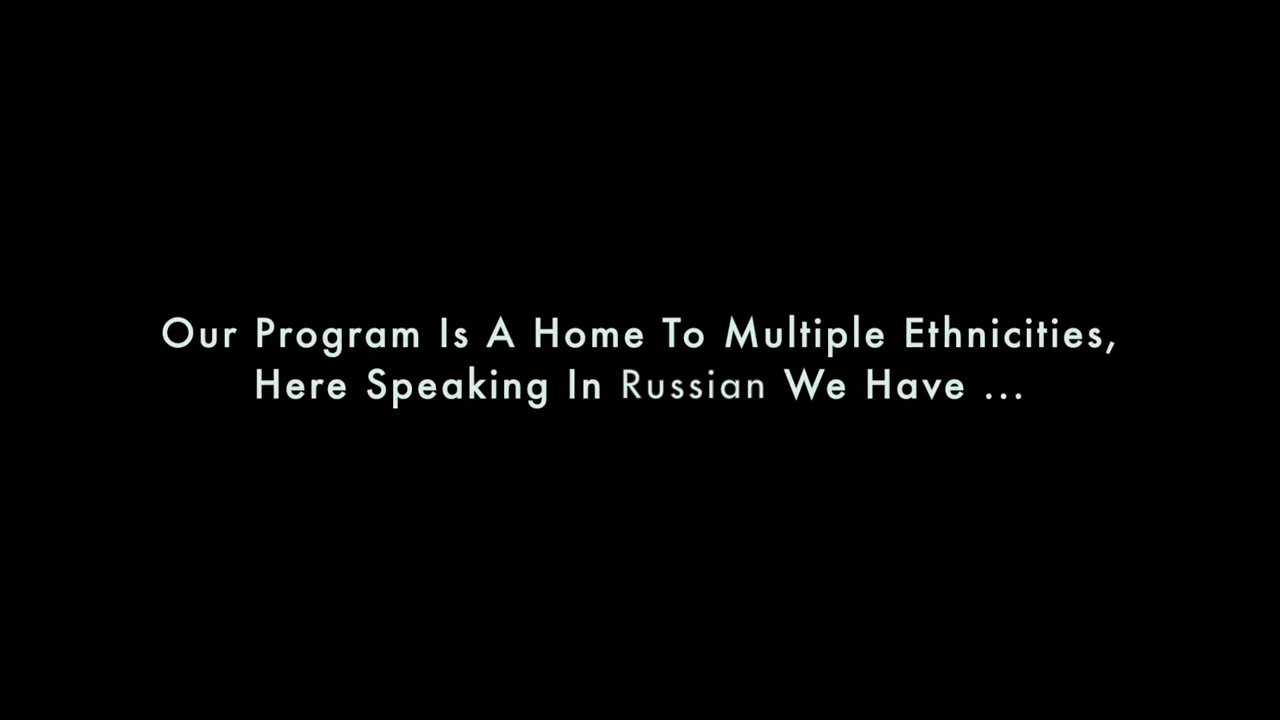 Our Program Is A Home To Multiple Ethnicities,
Here Speaking In Russian We Have ...